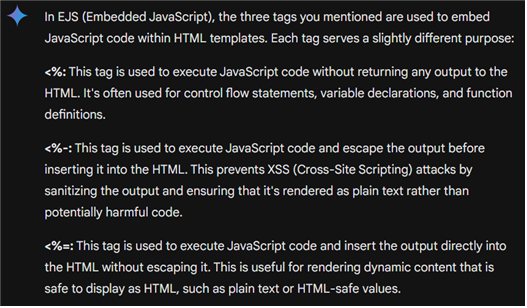 In EJS (Embedded JavaScript), the three tags you mentioned are used to embed
JavaScript code within HTML templates. Each tag serves a slightly different purpose:
<%: This tag is used to execute JavaScript code without returning any output to the
HTML. It's often used for control flow statements, variable declarations, and function
definitions.
<%-: This tag is used to execute JavaScript code and escape the output before
inserting it into the HTML. This prevents XSS (Cross-Site Scripting) attacks by
sanitizing the output and ensuring that it's rendered as plain text rather than
potentially harmful code.
<%=: This tag is used to execute JavaScript code and insert the output directly into
the HTML without escaping it. This is useful for rendering dynamic content that is
safe to display as HTML, such as plain text or HTML-safe values.